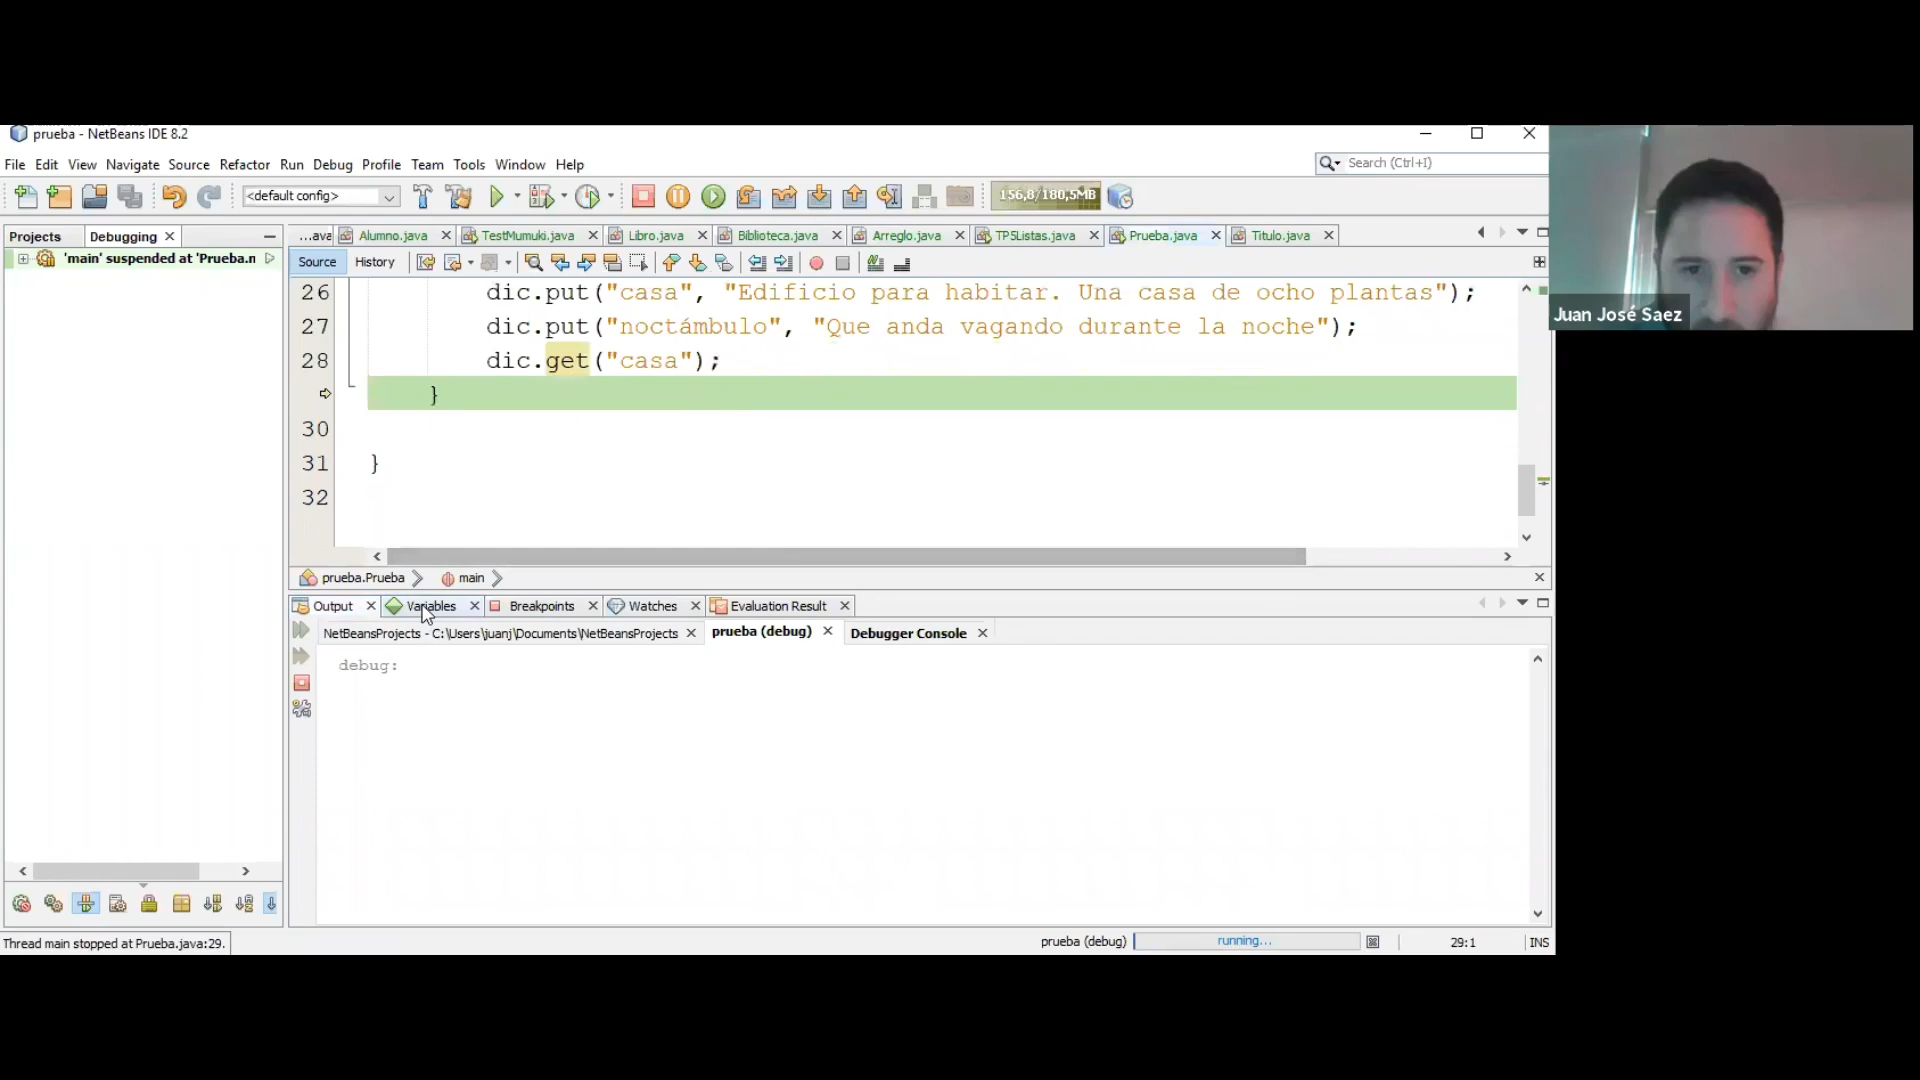 prueba - NetBeans IDE 8.2
File Edit View Navigate Source Refactor Run Debug Profile Team Tools Window Help
Search (Ctrl+I)
<default config>
156,8/180,5MB
Projects
Debugging
...ava
Alumno.java
TestMumuki.java
Libro.java
Biblioteca.java
Arreglo.java
TP5Listas.java
Prueba.java
Titulo.java
'main' suspended at 'Prueba.n
Source
History
26 dic.put("casa", "Edificio para habitar. Una casa de ocho plantas");
27 dic.put("noctámbulo", "Que anda vagando durante la noche");
28 dic.get("casa");
}
30
31 }
32
prueba.Prueba
main
Output
Variables
Breakpoints
Watches
Evaluation Result
NetBeansProjects - C:\Users\juanj\Documents\NetBeansProjects
prueba (debug)
Debugger Console
debug:
Thread main stopped at Prueba.java:29.
prueba (debug)
running...
29:1
INS
Juan José Saez